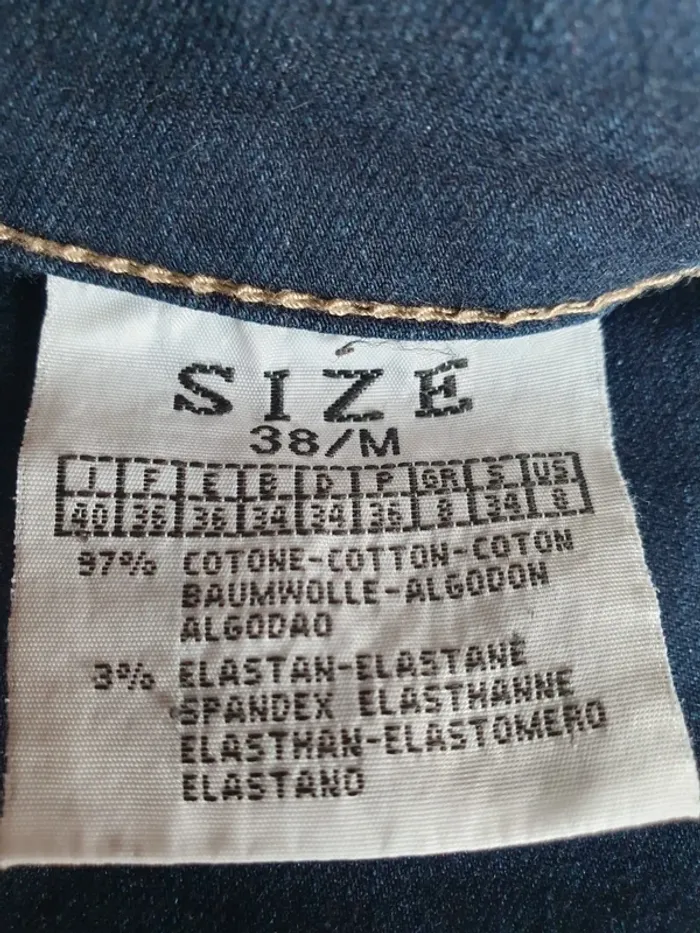 SIZE
38/M
I F E B D P GR S US
40 36 36 34 34 36 8 34 8
97% COTONE-COTTON-COTON
BAUMWOLLE-ALGODON
ALGODAO
3% ELASTAN-ELASTANE
SPANDEX ELASTHANNE
ELASTHAN-ELASTOMERO
ELASTANO